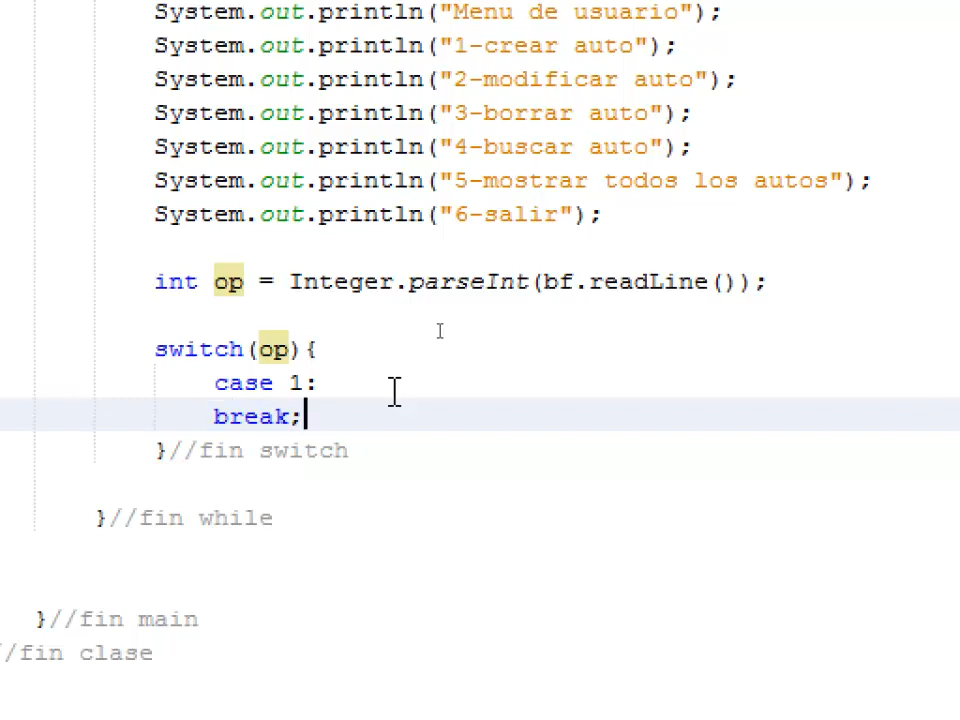 System.out.println("Menu de usuario");
System.out.println("1-crear auto");
System.out.println("2-modificar auto");
System.out.println("3-borrar auto");
System.out.println("4-buscar auto");
System.out.println("5-mostrar todos los autos");
System.out.println("6-salir");
int op = Integer.parseInt(bf.readLine());
switch(op){
case 1:
break;
}//fin switch
}//fin while
}//fin main
//fin clase